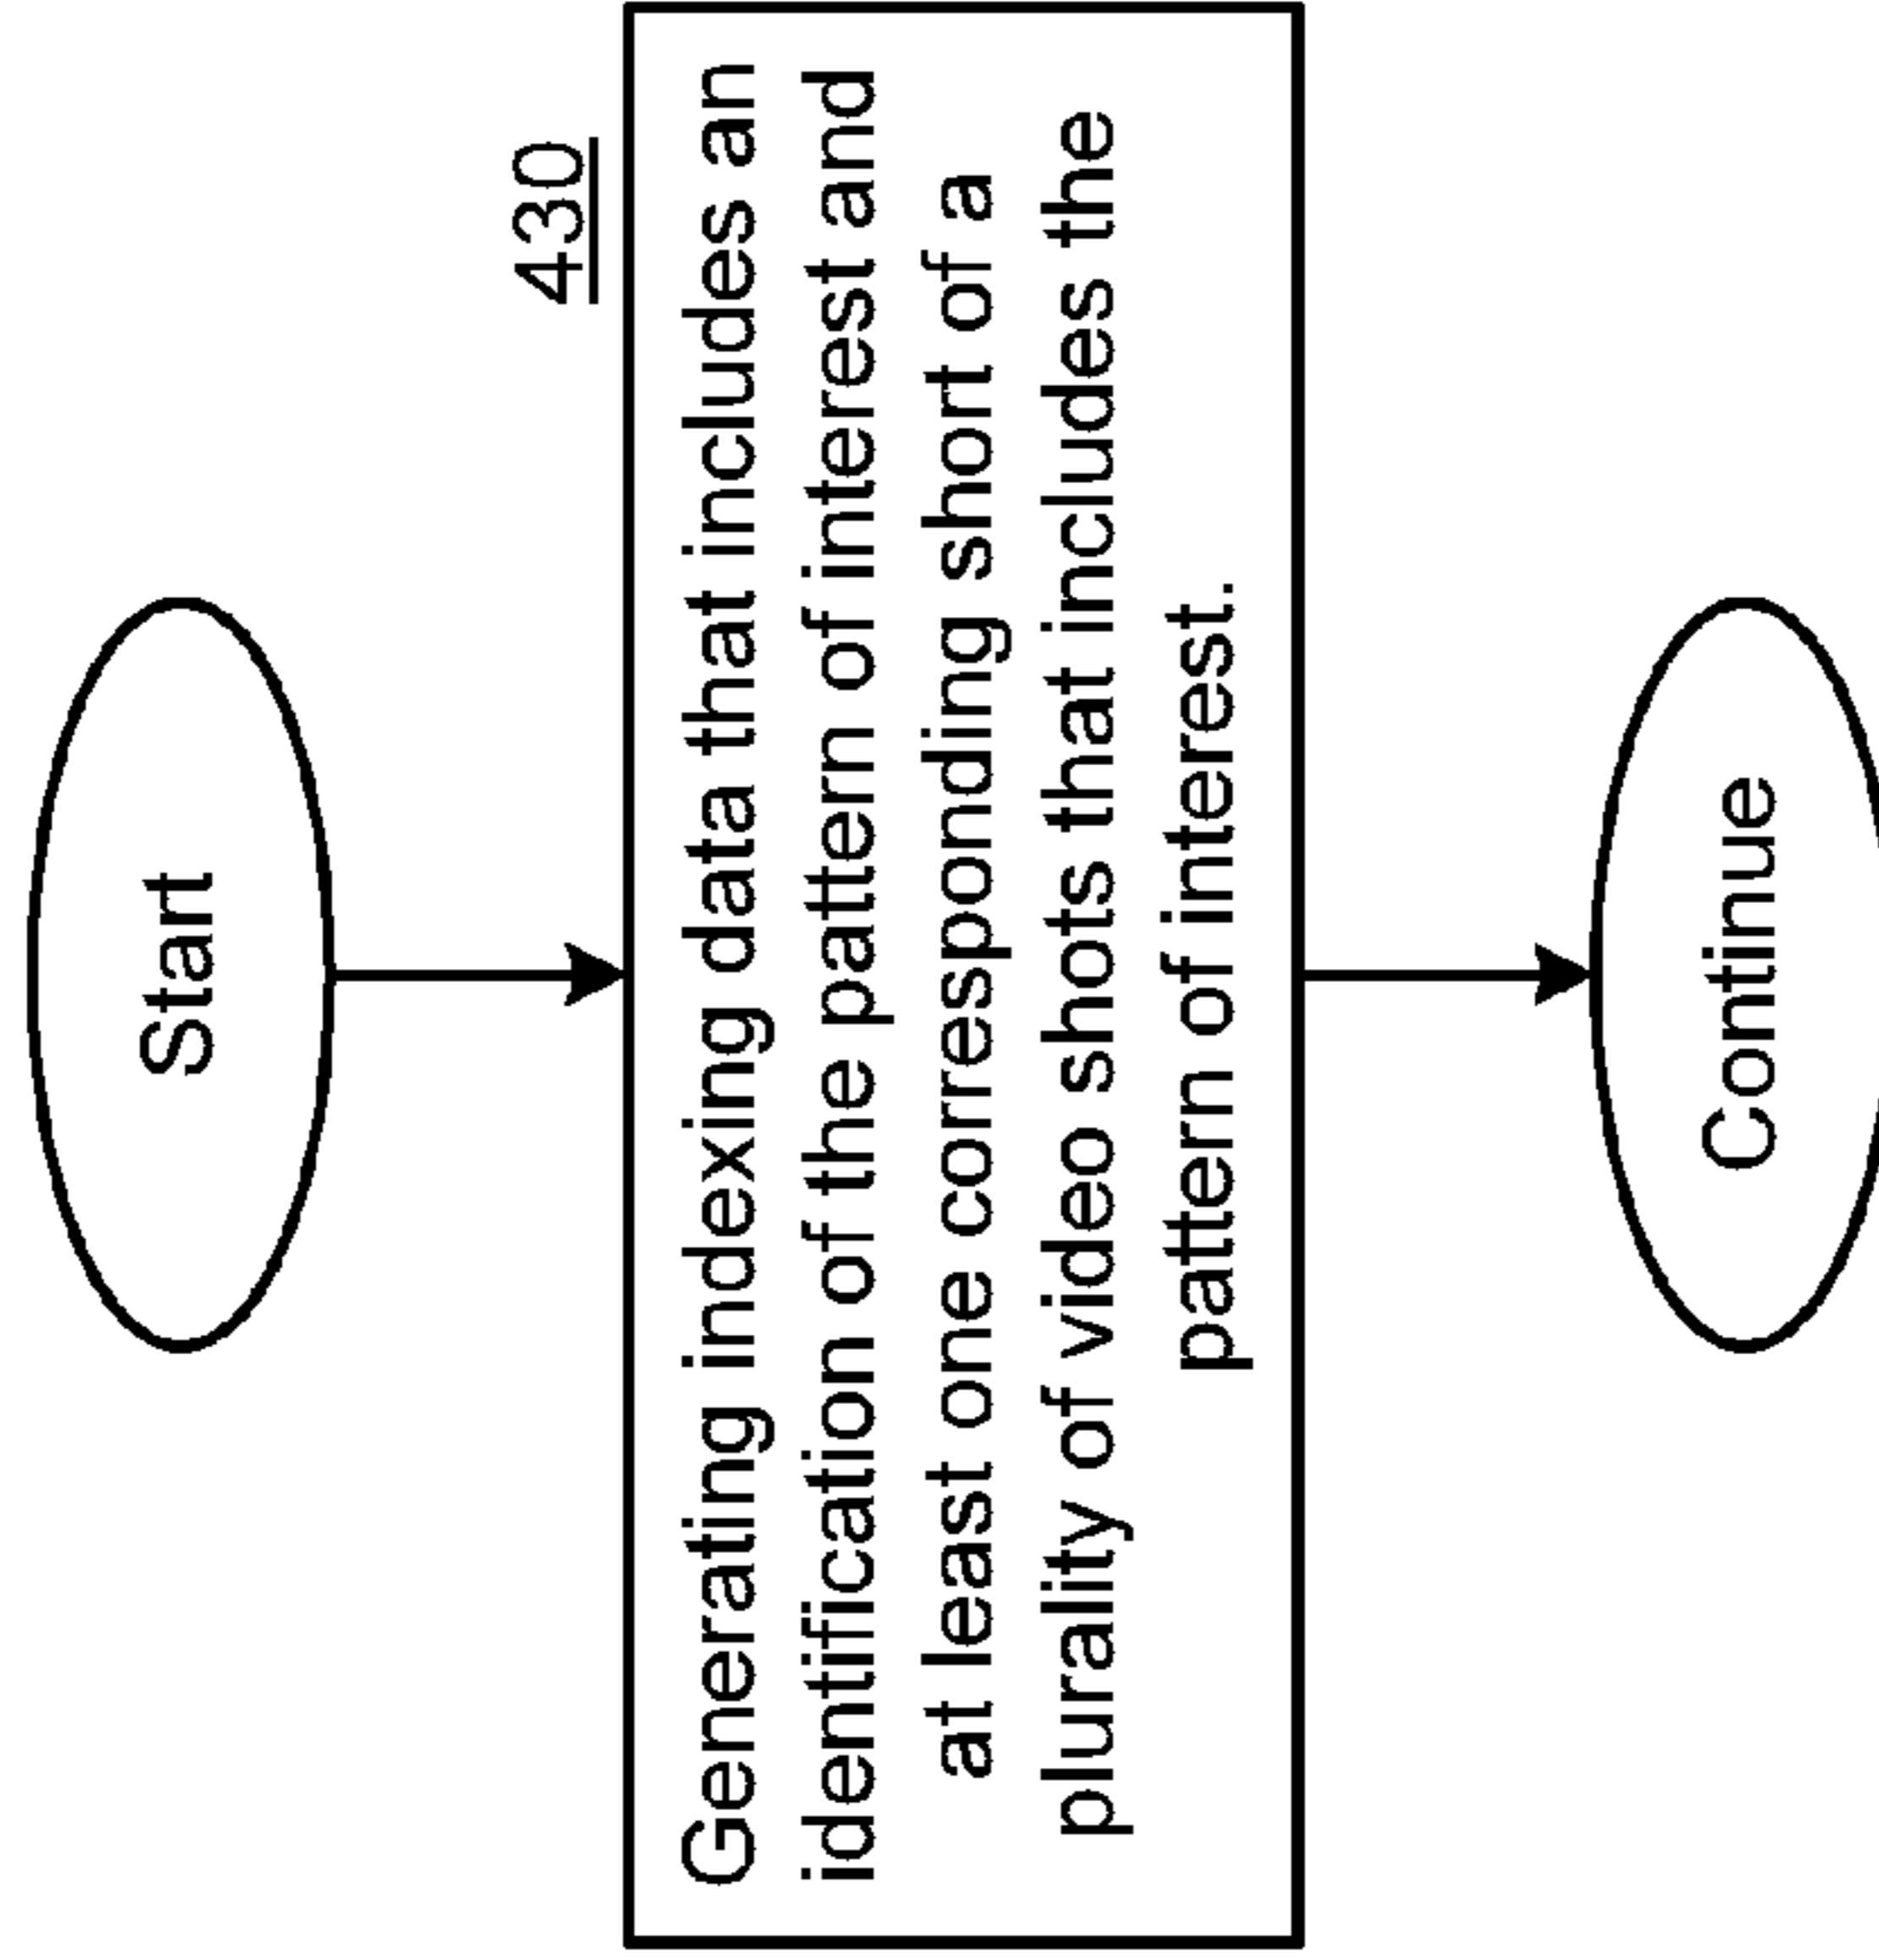 Start
430
Generating indexing data that includes an
identification of the pattern of interest and
at least one corresponding short of a
plurality of video shots that includes the
pattern of interest.
Continue